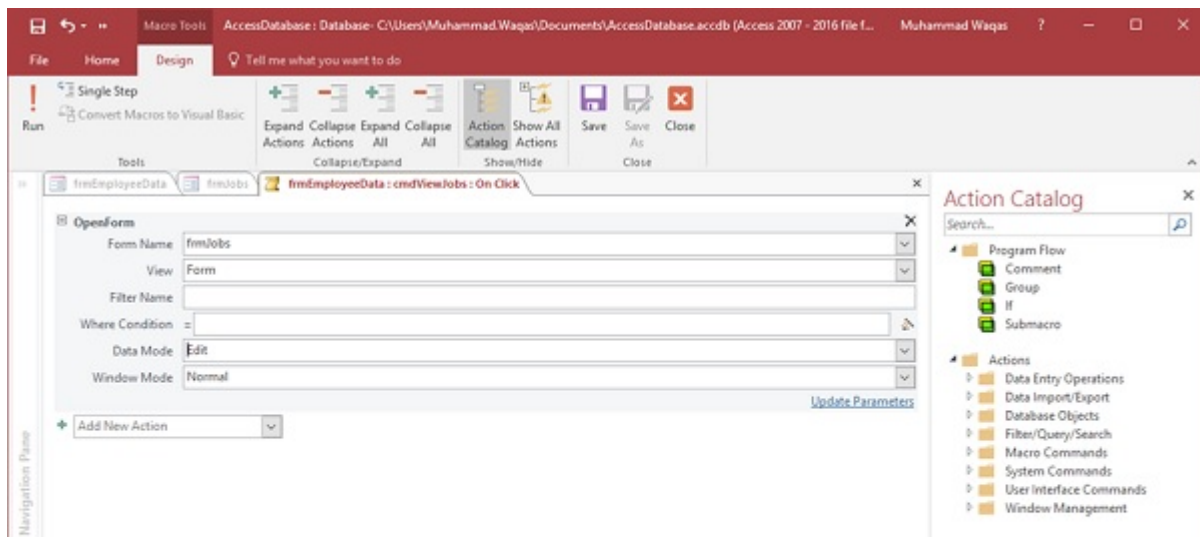 Macro Tools AccessDatabase : Database- C:\Users\Muhammad.Waqas\Documents\AccessDatabase.accdb (Access 2007 - 2016 file f... Muhammad Waqas ?
File Home Design Tell me what you want to do
Run
Single Step
Convert Macros to Visual Basic
Tools
Expand Actions
Collapse Actions
Expand All
Collapse All
Collapse/Expand
Action Catalog
Show All Actions
Show/Hide
Save
Save As
Close
Close
frmEmployeeData frmJobs frmEmployeeData : cmdViewJobs : On Click
OpenForm
Form Name frmJobs
View Form
Filter Name
Where Condition =
Data Mode Edit
Window Mode Normal
Update Parameters
Add New Action
Navigation Pane
Action Catalog
Search...
Program Flow
Comment
Group
If
Submacro
Actions
Data Entry Operations
Data Import/Export
Database Objects
Filter/Query/Search
Macro Commands
System Commands
User Interface Commands
Window Management